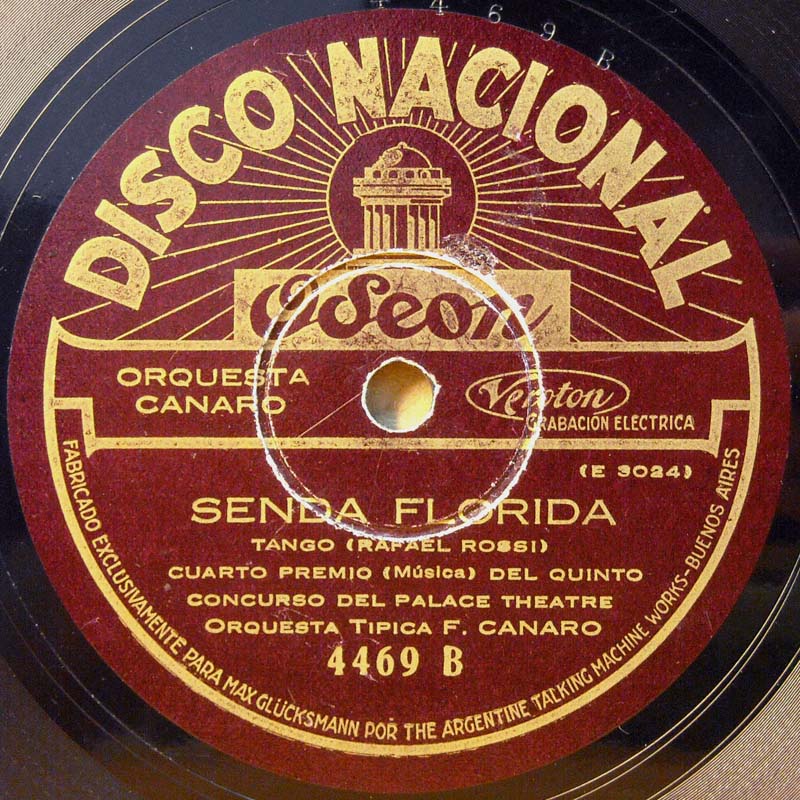 4469 B
DISCO NACIONAL
Odeon
ORQUESTA
CANARO
Veroton
GRABACIÓN ELECTRICA
(E 3024)
SENDA FLORIDA
TANGO (RAFAEL ROSSI)
CUARTO PREMIO (Música) DEL QUINTO
CONCURSO DEL PALACE THEATRE
ORQUESTA TIPICA F. CANARO
4469 B
FABRICADO EXCLUSIVAMENTE PARA MAX GLÜCKSMANN POR THE ARGENTINE TALKING MACHINE WORKS-BUENOS AIRES